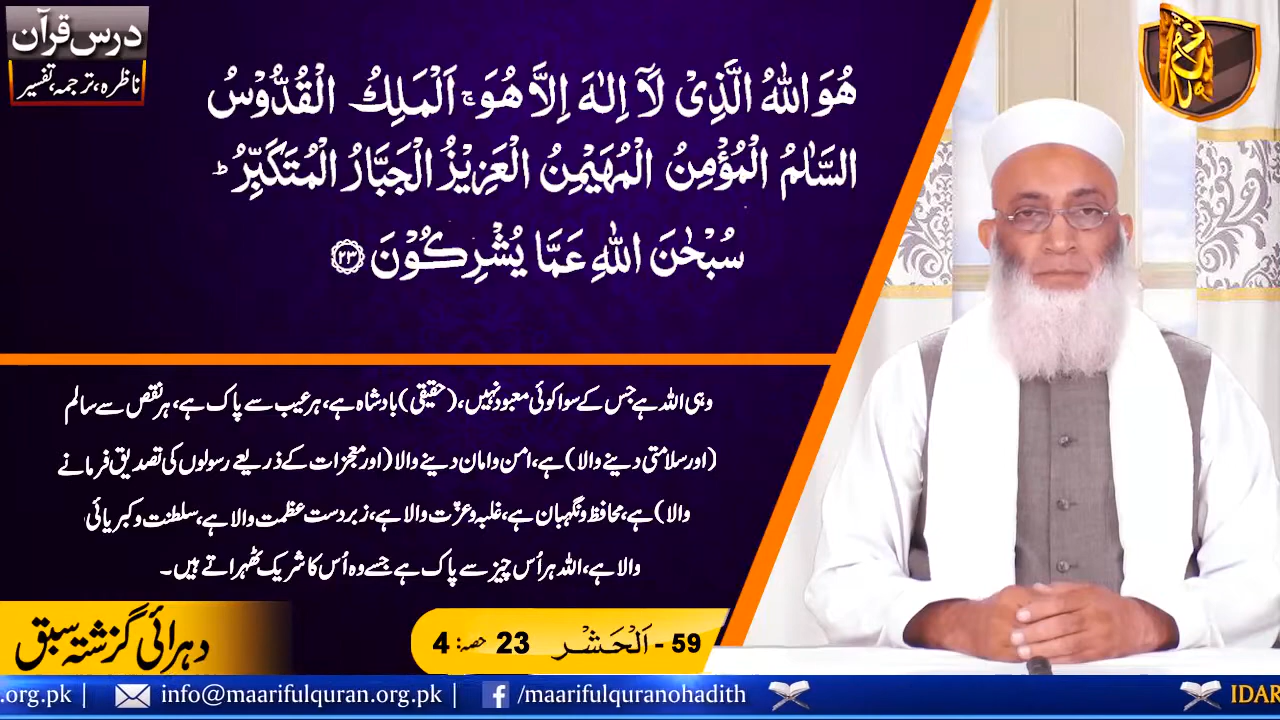 درس قرآن
ناظرہ، ترجمہ، تفسیر
هُوَ اللّٰهُ الَّذِیْ لَاۤ اِلٰهَ اِلَّا هُوَ ۚ اَلْمَلِكُ الْقُدُّوْسُ
السَّلٰمُ الْمُؤْمِنُ الْمُهَیْمِنُ الْعَزِیْزُ الْجَبَّارُ الْمُتَكَبِّرُ ؕ
سُبْحٰنَ اللّٰهِ عَمَّا یُشْرِكُوْنَ ﴿۲۳﴾
وہی اللہ ہے جس کے سوا کوئی معبود نہیں، (حقیقی) بادشاہ ہے، ہر عیب سے پاک ہے، ہر نقص سے سالم
(اور سلامتی دینے والا) ہے، امن و امان دینے والا (اور معجزات کے ذریعے رسولوں کی تصدیق فرمانے
والا) ہے، محافظ و نگہبان ہے، غلبہ و عزّت والا ہے، زبردست عظمت والا ہے، سلطنت و کبریائی
والا ہے، اللہ ہر اُس چیز سے پاک ہے جسے وہ اُس کا شریک ٹھہراتے ہیں۔
دہرائی گزشتہ سبق
59 - اَلْحَشْر 23 حصہ: 4
.org.pk | info@maarifulquran.org.pk | /maarifulquranohadith IDAR